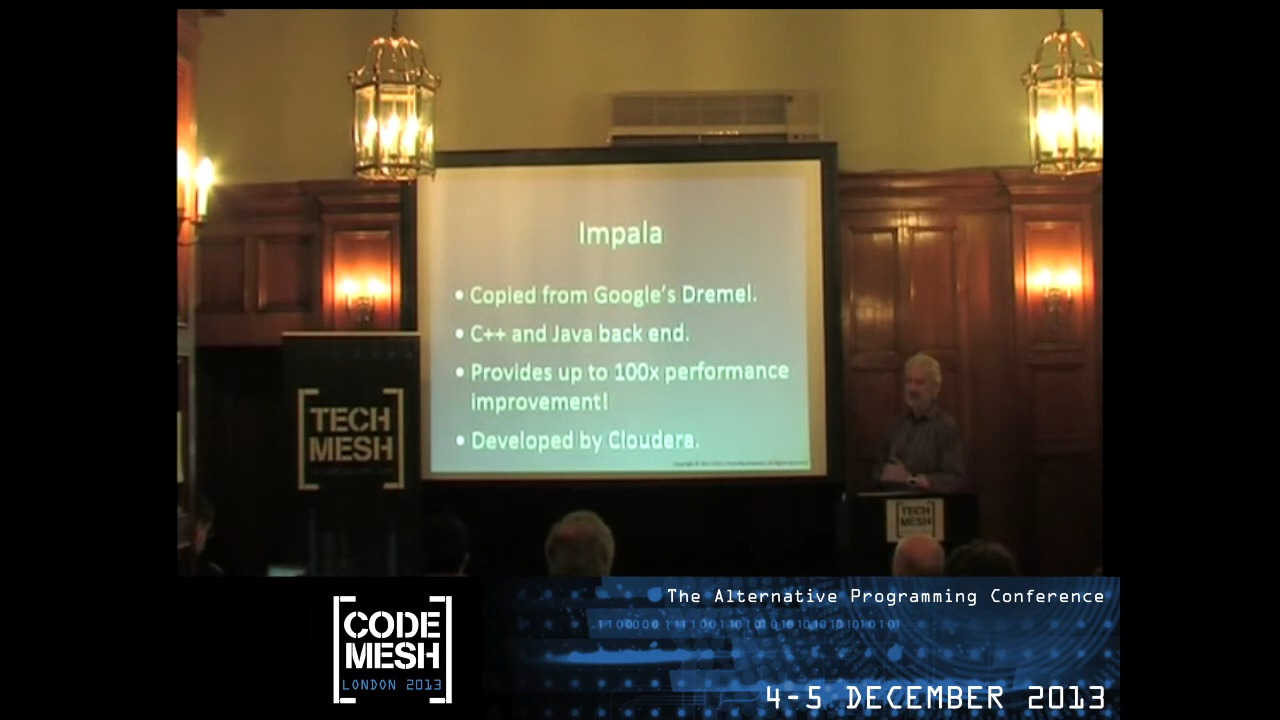 Impala
• Copied from Google's Dremel.
• C++ and Java back end.
• Provides up to 100x performance
improvement!
• Developed by Cloudera.
TECH
MESH
TECH
MESH
CODE
MESH
LONDON 2013
The Alternative Programming Conference
4-5 DECEMBER 2013